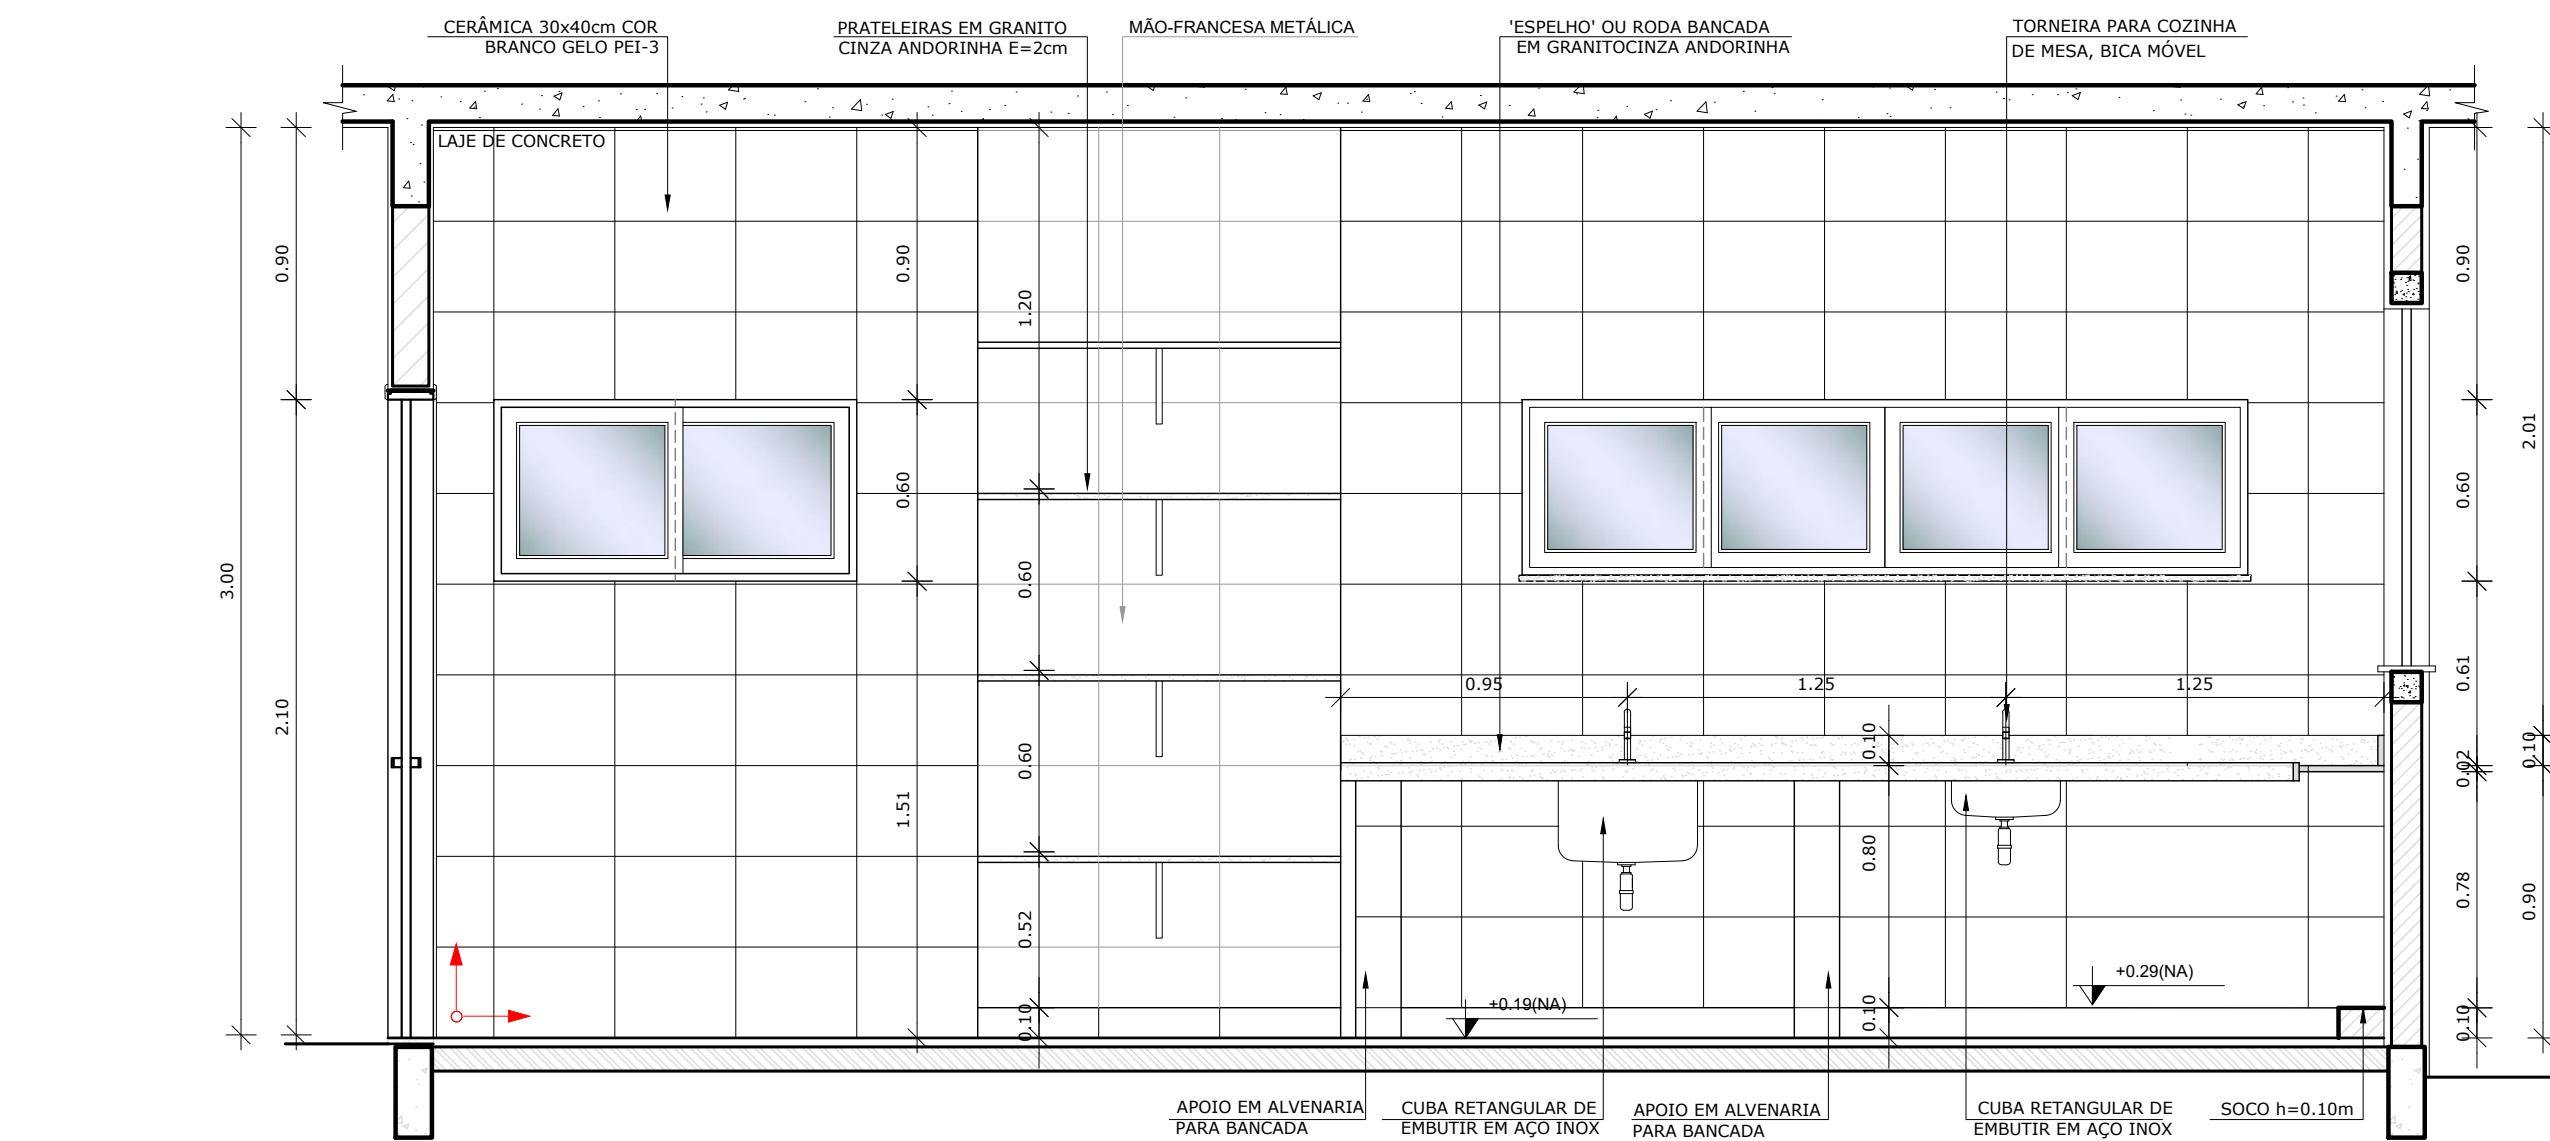 CERÂMICA 30x40cm COR
BRANCO GELO PEI-3
PRATELEIRAS EM GRANITO
CINZA ANDORINHA E=2cm
MÃO-FRANCESA METÁLICA
'ESPELHO' OU RODA BANCADA
EM GRANITOCINZA ANDORINHA
TORNEIRA PARA COZINHA
DE MESA, BICA MÓVEL
LAJE DE CONCRETO
3.00
0.90
2.10
0.90
0.60
1.51
1.20
0.60
0.60
0.52
0.10
0.95
1.25
1.25
0.10
0.80
0.10
+0.19(NA)
+0.29(NA)
0.90
0.60
0.61
0.02
0.78
0.10
2.01
0.10
0.90
APOIO EM ALVENARIA
PARA BANCADA
CUBA RETANGULAR DE
EMBUTIR EM AÇO INOX
APOIO EM ALVENARIA
PARA BANCADA
CUBA RETANGULAR DE
EMBUTIR EM AÇO INOX
SOCO h=0.10m